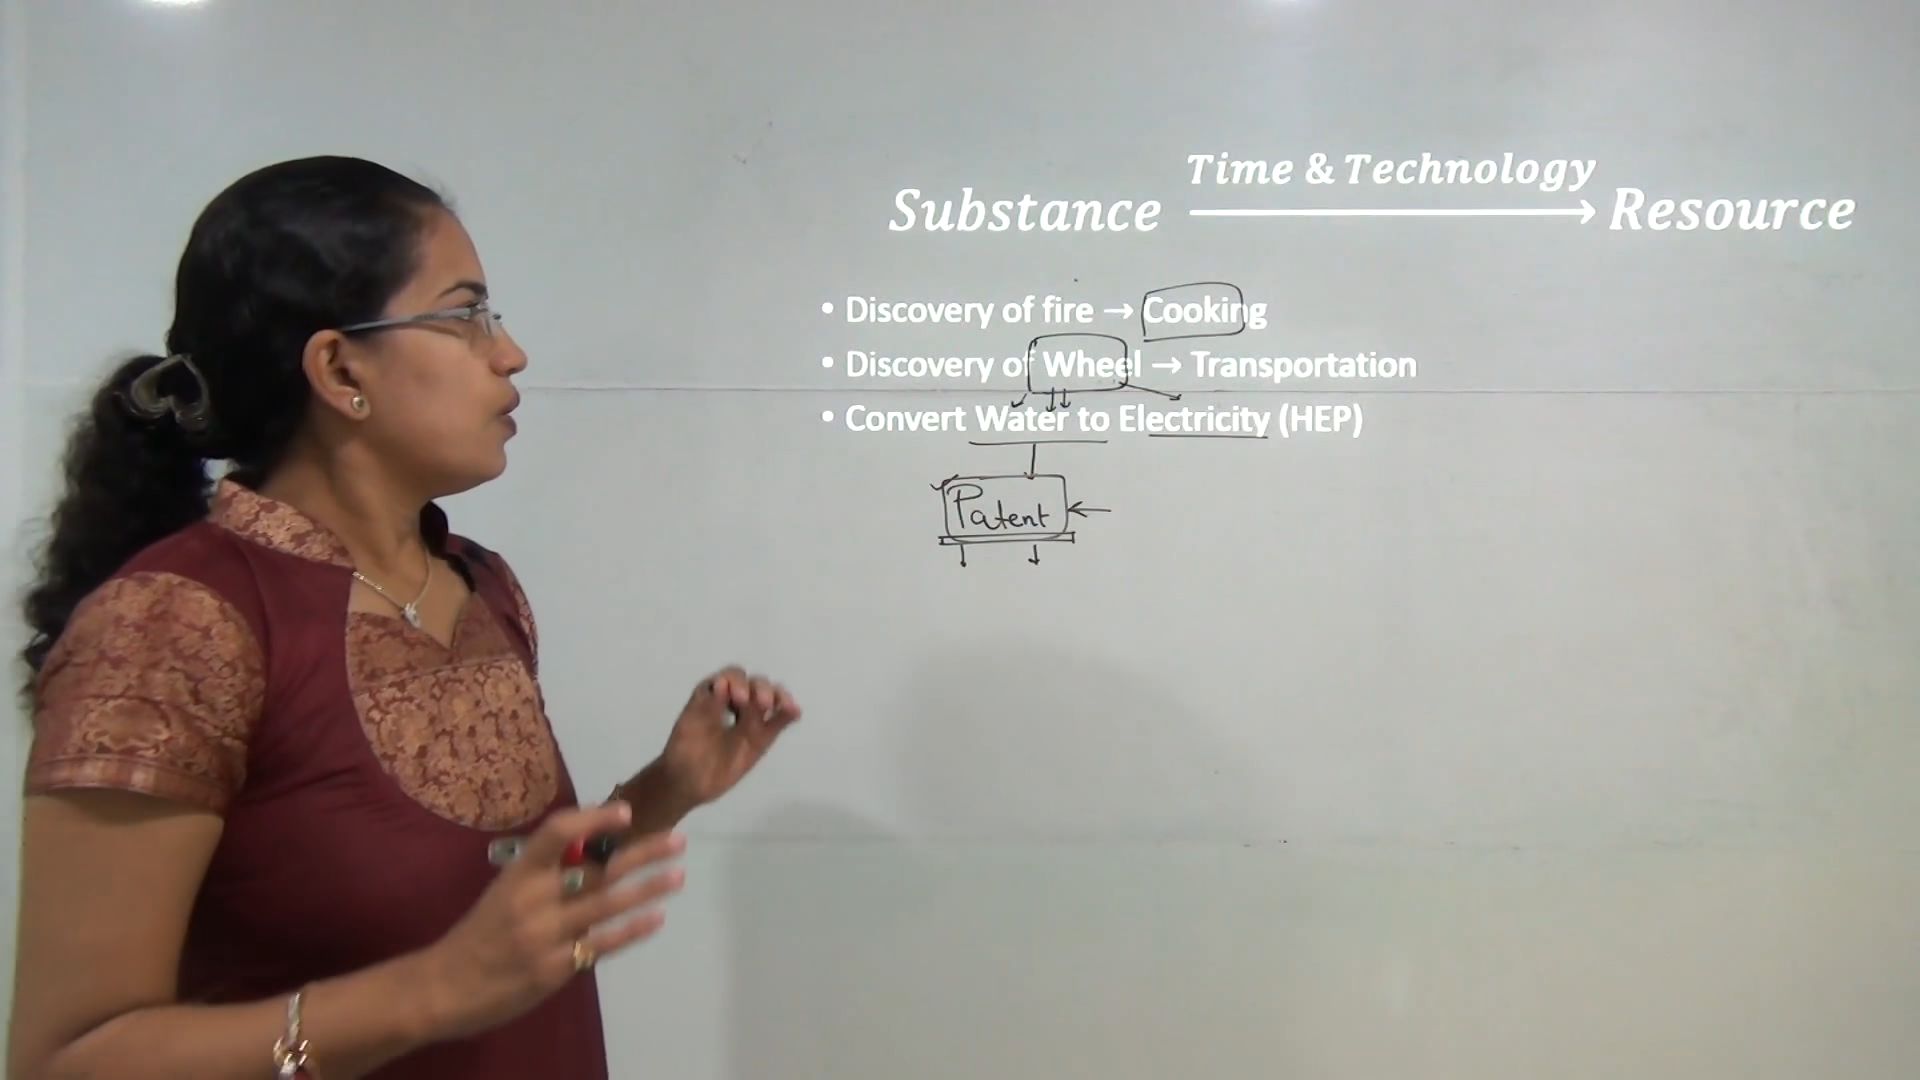 Time & Technology
Substance → Resource
• Discovery of fire → Cooking
• Discovery of Wheel → Transportation
• Convert Water to Electricity (HEP)
Patent